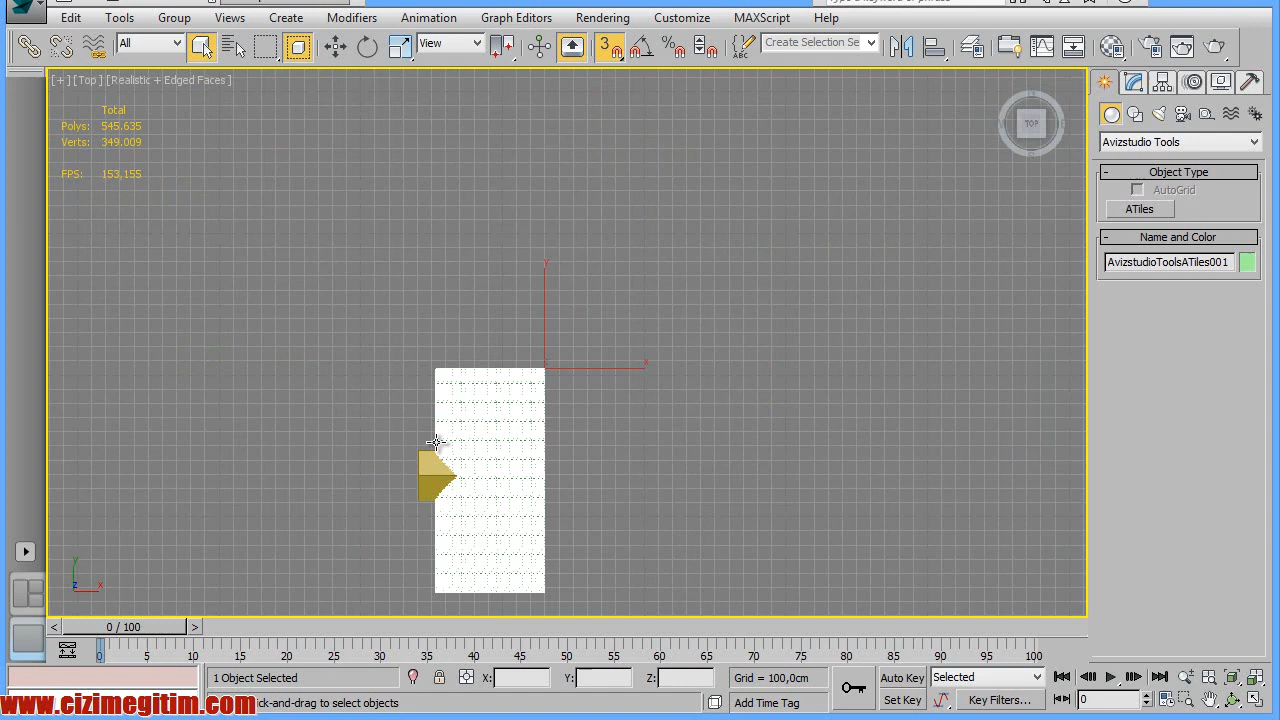 Edit Tools Group Views Create Modifiers Animation Graph Editors Rendering Customize MAXScript Help
All View 3 ABC Create Selection Se
[+] [Top] [Realistic + Edged Faces]
TOP
Total
Polys: 545.635
Verts: 349.009
FPS: 153,155
Avizstudio Tools
- Object Type
AutoGrid
ATiles
- Name and Color
AvizstudioToolsATiles001
y
x
y
z x
< 0 / 100 >
0 5 10 15 20 25 30 35 40 45 50 55 60 65 70 75 80 85 90 95 100
1 Object Selected X: Y: Z: Grid = 100,0cm Auto Key Selected
www.cizimegitim.com ck-and-drag to select objects Add Time Tag Set Key Key Filters... 0